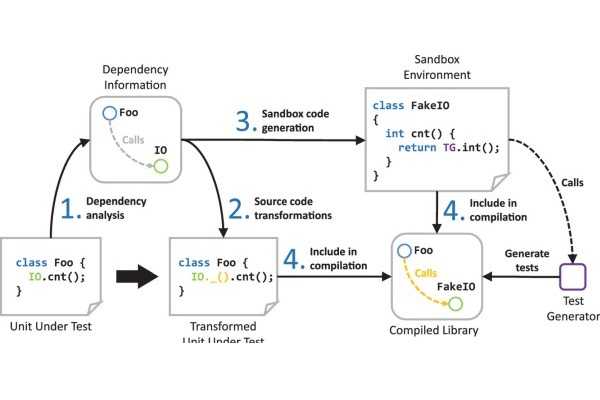 Dependency
Information
Foo
Calls
IO
3. Sandbox code
generation
Sandbox
Environment
class FakeIO
{
int cnt() {
return TG.int();
}
}
Calls
1. Dependency
analysis
2. Source code
transformations
4. Include in
compilation
class Foo {
IO.cnt();
}
Unit Under Test
class Foo {
IO._().cnt();
}
Transformed
Unit Under Test
4. Include in
compilation
Foo
Calls
FakeIO
Compiled Library
Generate
tests
Test
Generator